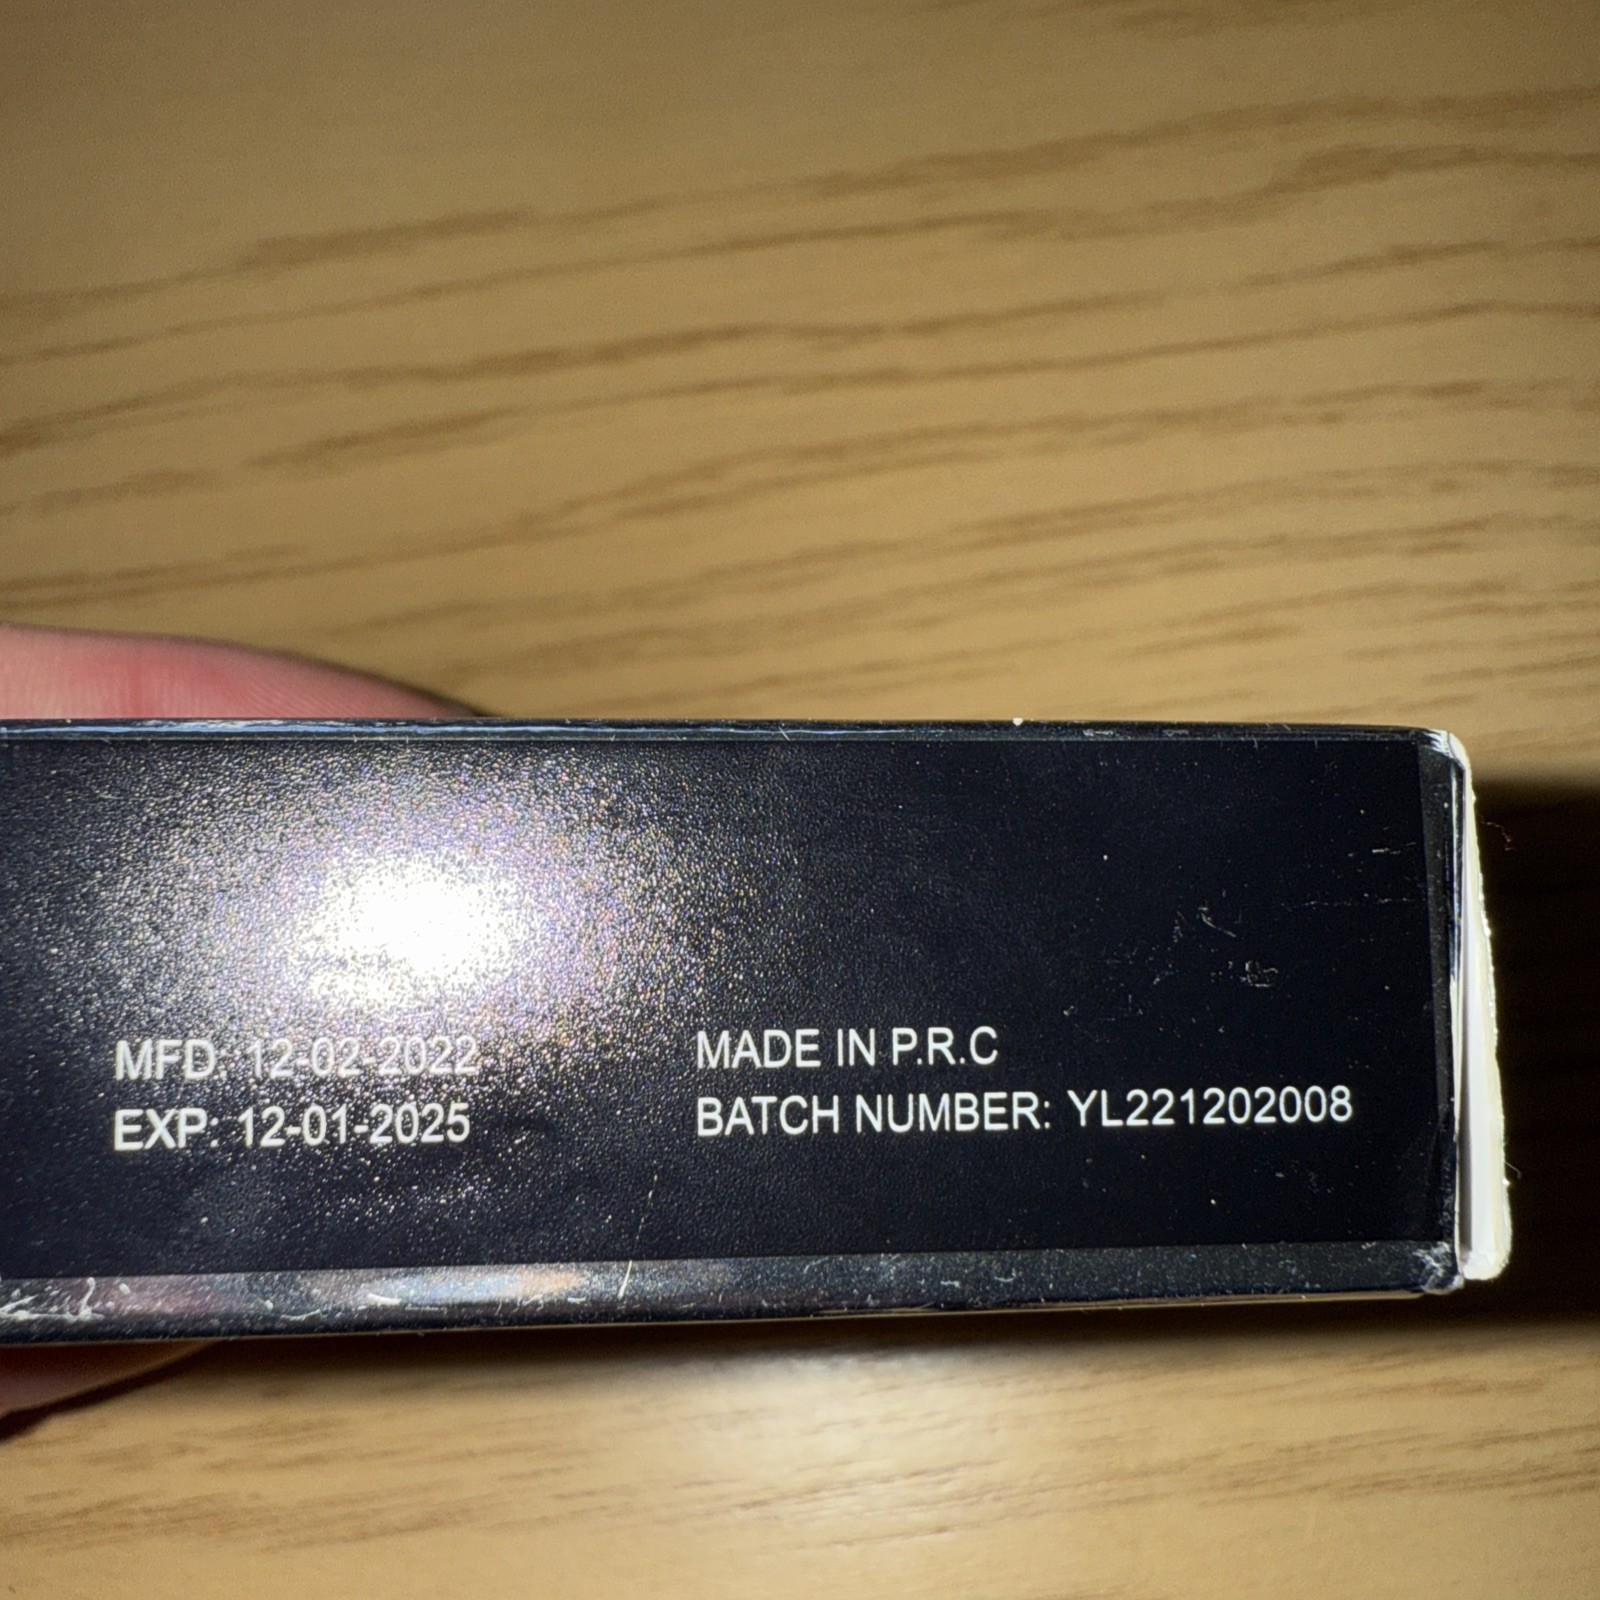 MFD: 12-02-2022
EXP: 12-01-2025
MADE IN P.R.C
BATCH NUMBER: YL221202008